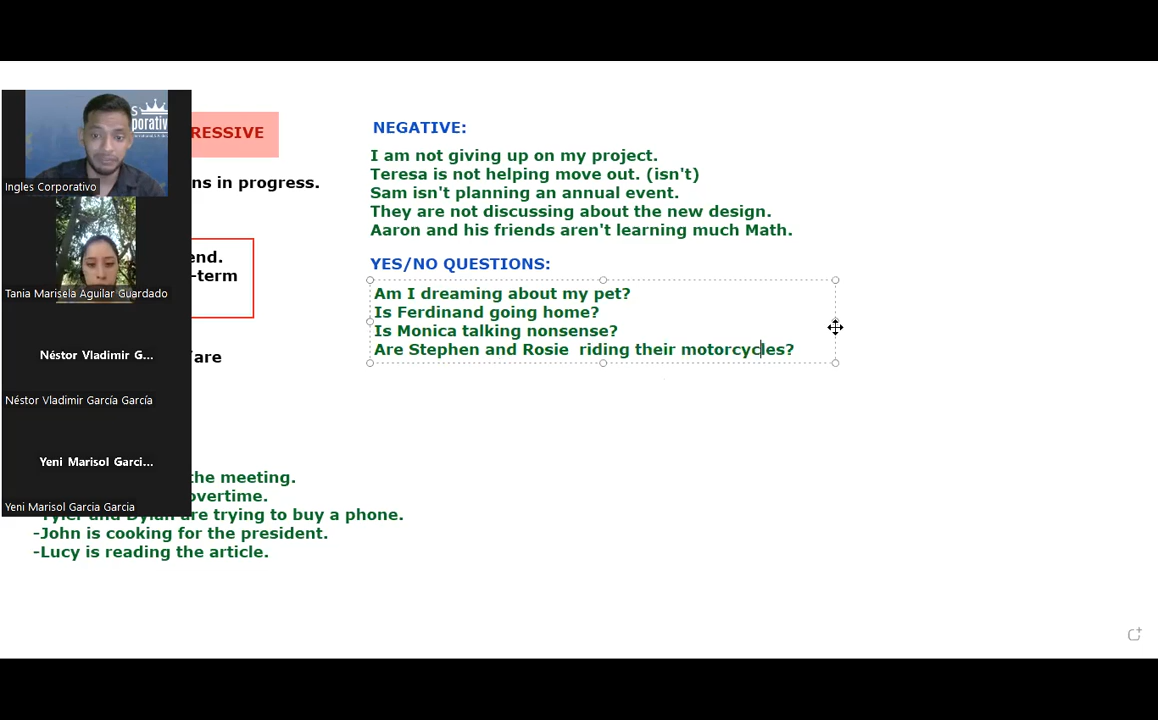 S
porativ
Ingles Corporativo
Tania Marisela Aguilar Guardado
Néstor Vladimir G...
Néstor Vladimir García García
Yeni Marisol Garci...
Yeni Marisol Garcia Garcia
RESSIVE
ns in progress.
end.
-term
/are
the meeting.
overtime.
-Tyler and Dylan are trying to buy a phone.
-John is cooking for the president.
-Lucy is reading the article.
NEGATIVE:
I am not giving up on my project.
Teresa is not helping move out. (isn't)
Sam isn't planning an annual event.
They are not discussing about the new design.
Aaron and his friends aren't learning much Math.
YES/NO QUESTIONS:
Am I dreaming about my pet?
Is Ferdinand going home?
Is Monica talking nonsense?
Are Stephen and Rosie  riding their motorcycles?